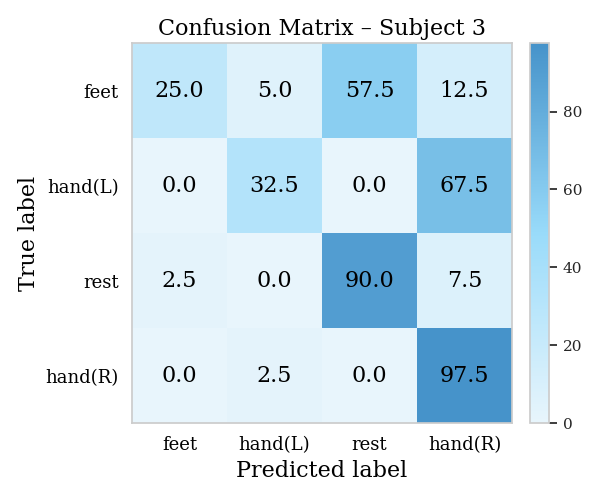 Confusion Matrix – Subject 3
feet 25.0 5.0 57.5 12.5
hand(L) 0.0 32.5 0.0 67.5
rest 2.5 0.0 90.0 7.5
hand(R) 0.0 2.5 0.0 97.5
feet hand(L) rest hand(R)
Predicted label
True label
80
60
40
20
0